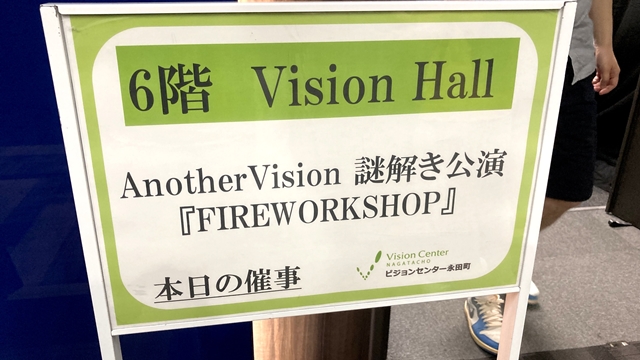 6階 Vision Hall
AnotherVision 謎解き公演
『FIREWORKSHOP』
本日の催事
Vision Center
NAGATACHO
ビジョンセンター永田町